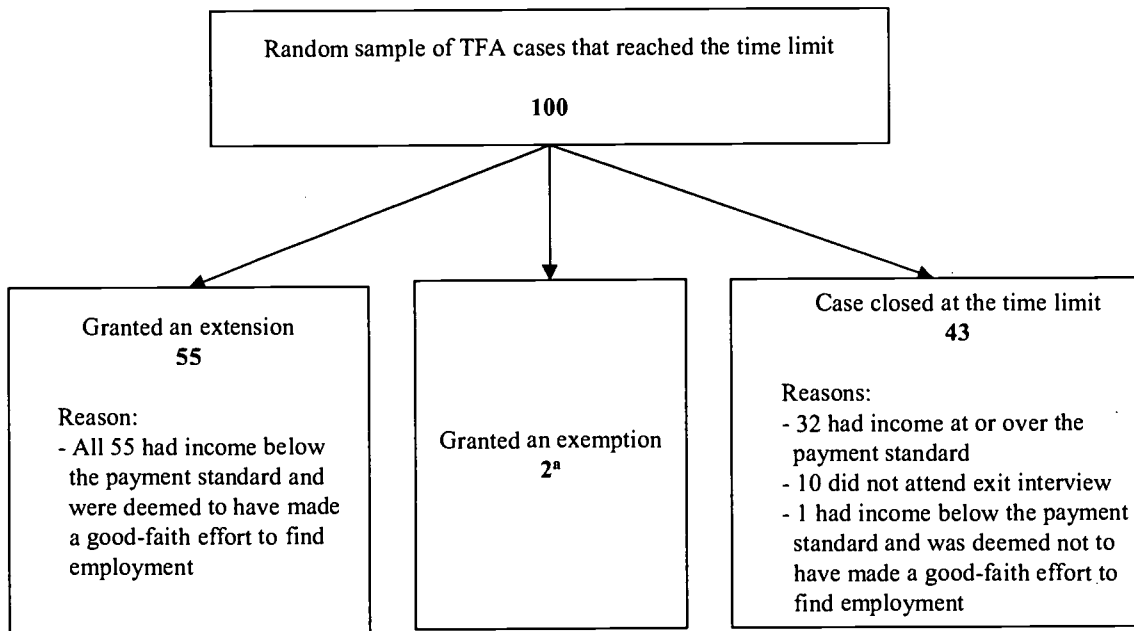 Random sample of TFA cases that reached the time limit
100
Granted an extension
55
Reason:
- All 55 had income below
the payment standard and
were deemed to have made
a good-faith effort to find
employment
Granted an exemption
2ª
Case closed at the time limit
43
Reasons:
- 32 had income at or over the
payment standard
- 10 did not attend exit interview
- 1 had income below the payment
standard and was deemed not to
have made a good-faith effort to
find employment